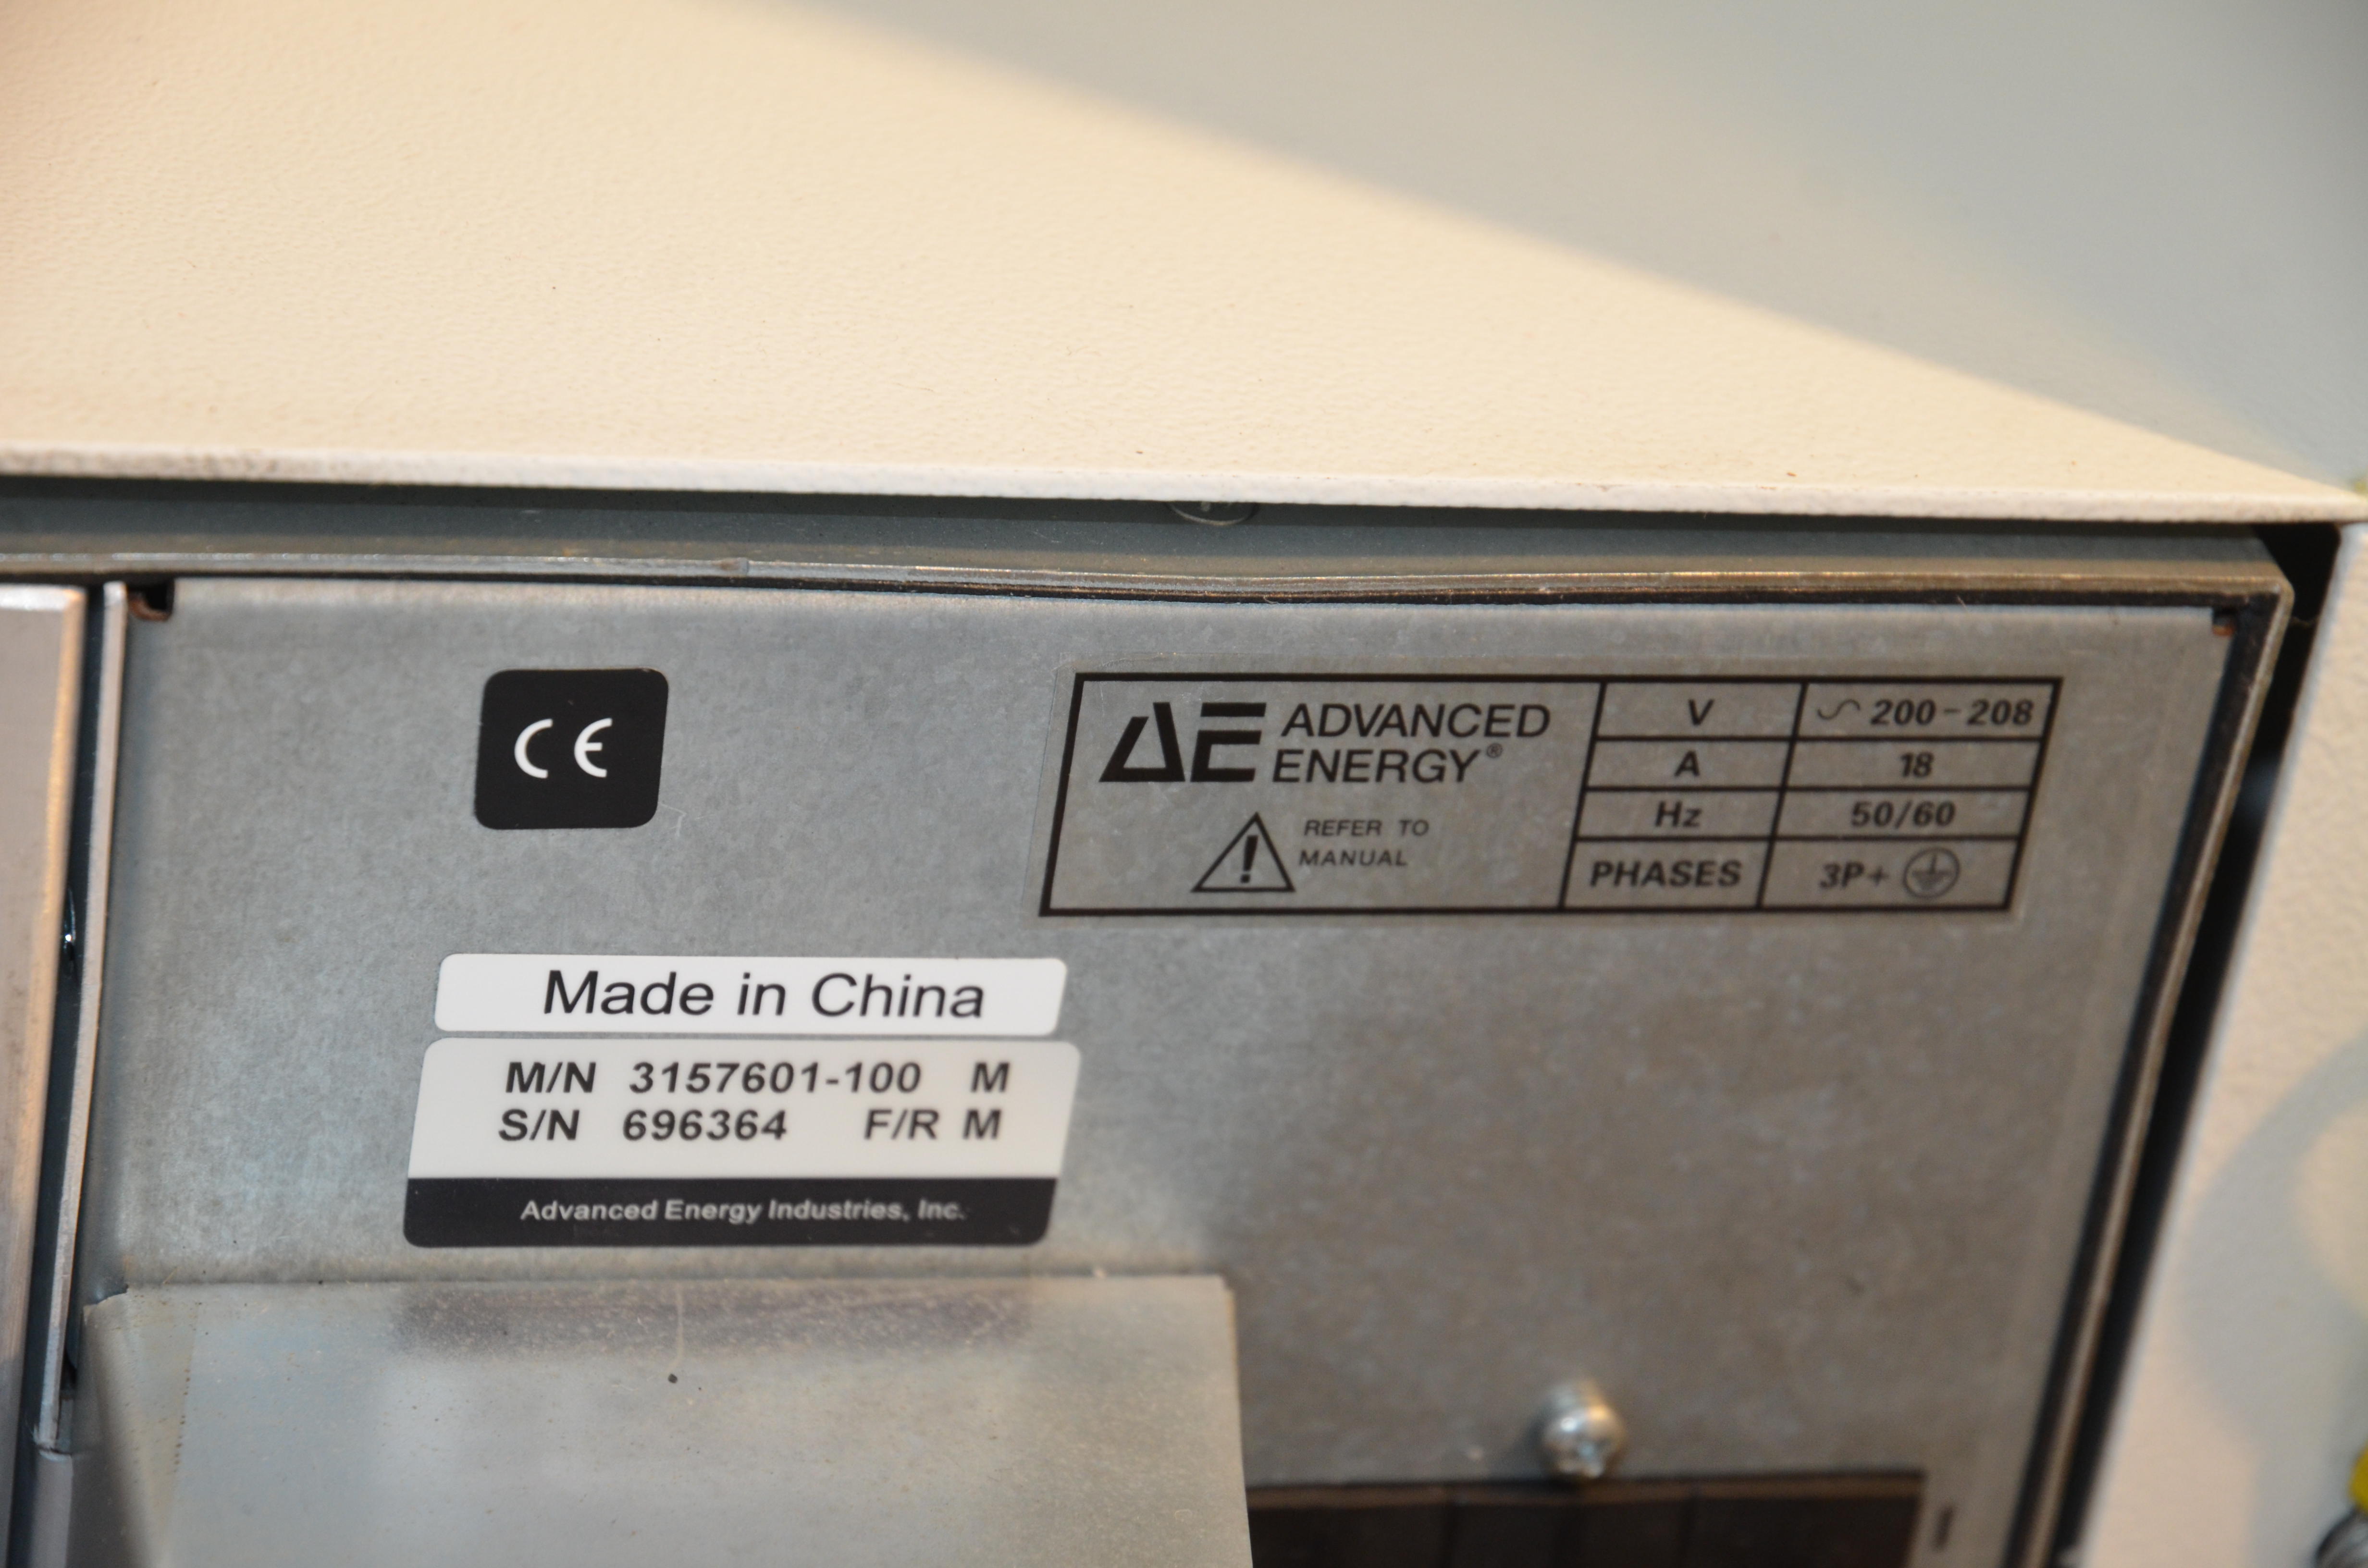 CE
AE ADVANCED
ENERGY®
REFER TO
MANUAL
V 200-208
A 18
Hz 50/60
PHASES 3P+
Made in China
M/N 3157601-100 M
S/N 696364 F/R M
Advanced Energy Industries, Inc.